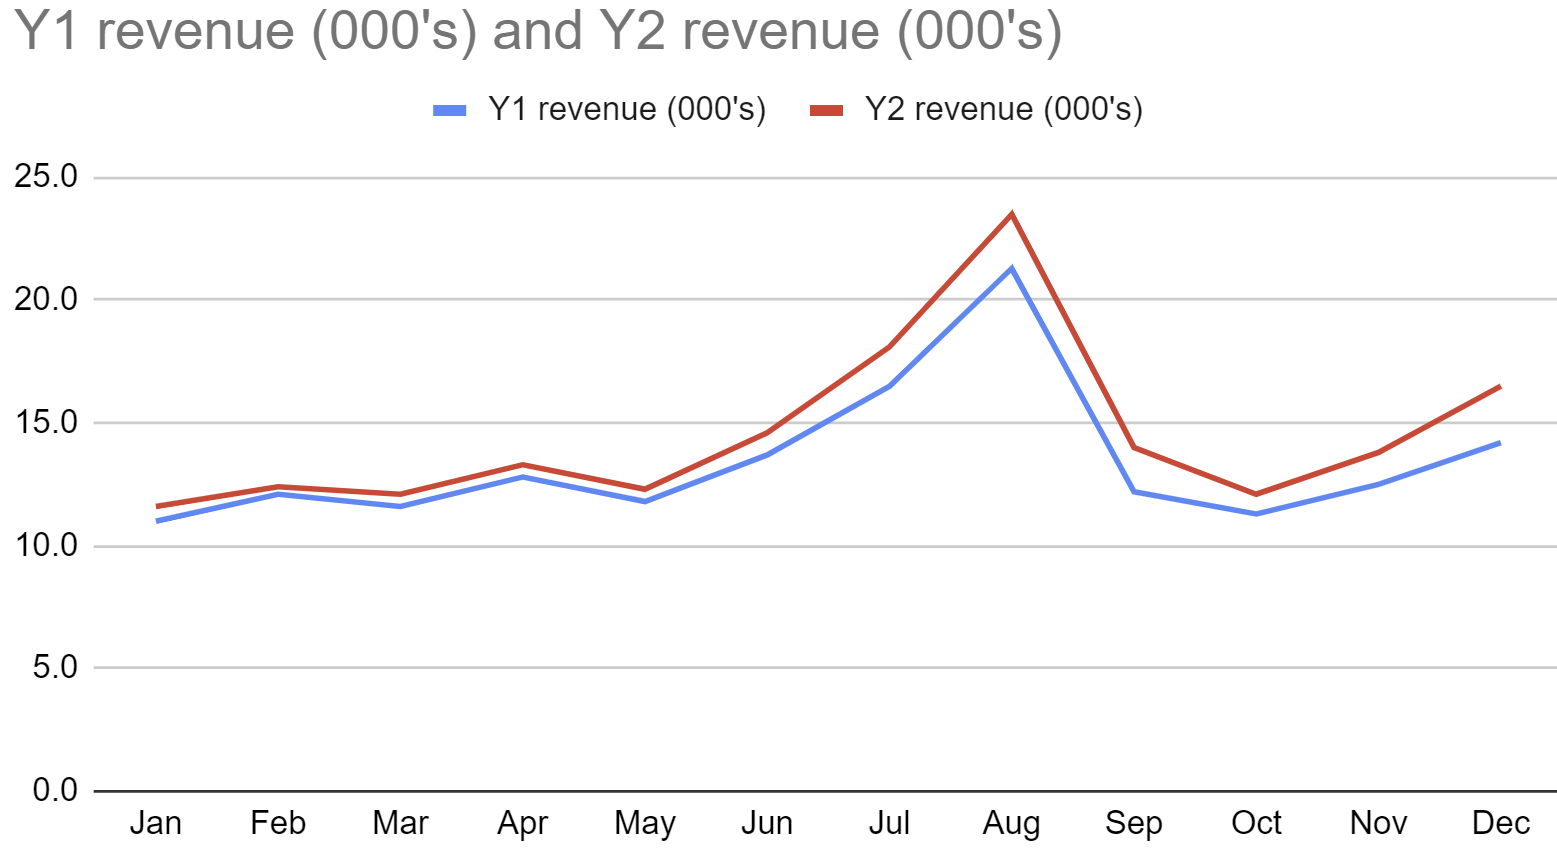 Y1 revenue (000's) and Y2 revenue (000's)
Y1 revenue (000's) Y2 revenue (000's)
25.0
20.0
15.0
10.0
5.0
0.0
Jan Feb Mar Apr May Jun Jul Aug Sep Oct Nov Dec